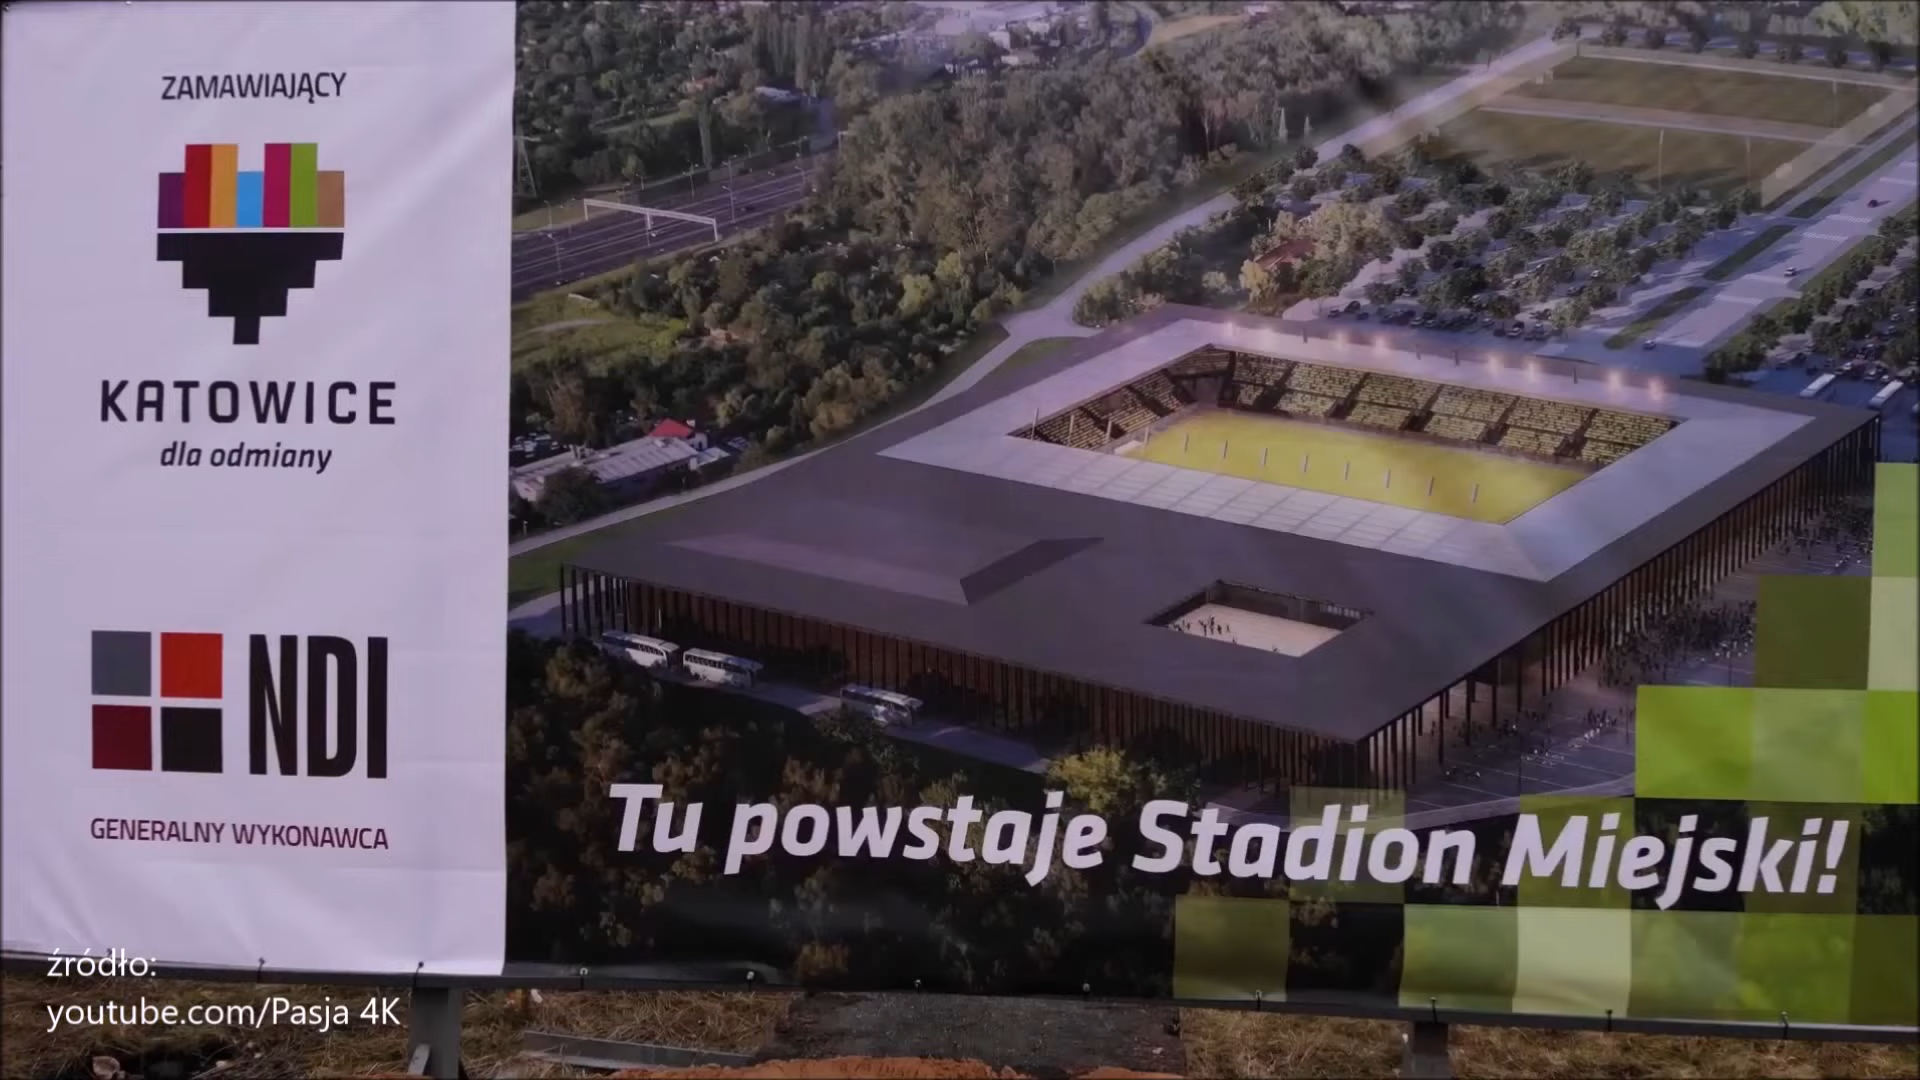 ZAMAWIAJĄCY
KATOWICE
dla odmiany
NDI
GENERALNY WYKONAWCA
Tu powstaje Stadion Miejski!
źródło:
youtube.com/Pasja 4K